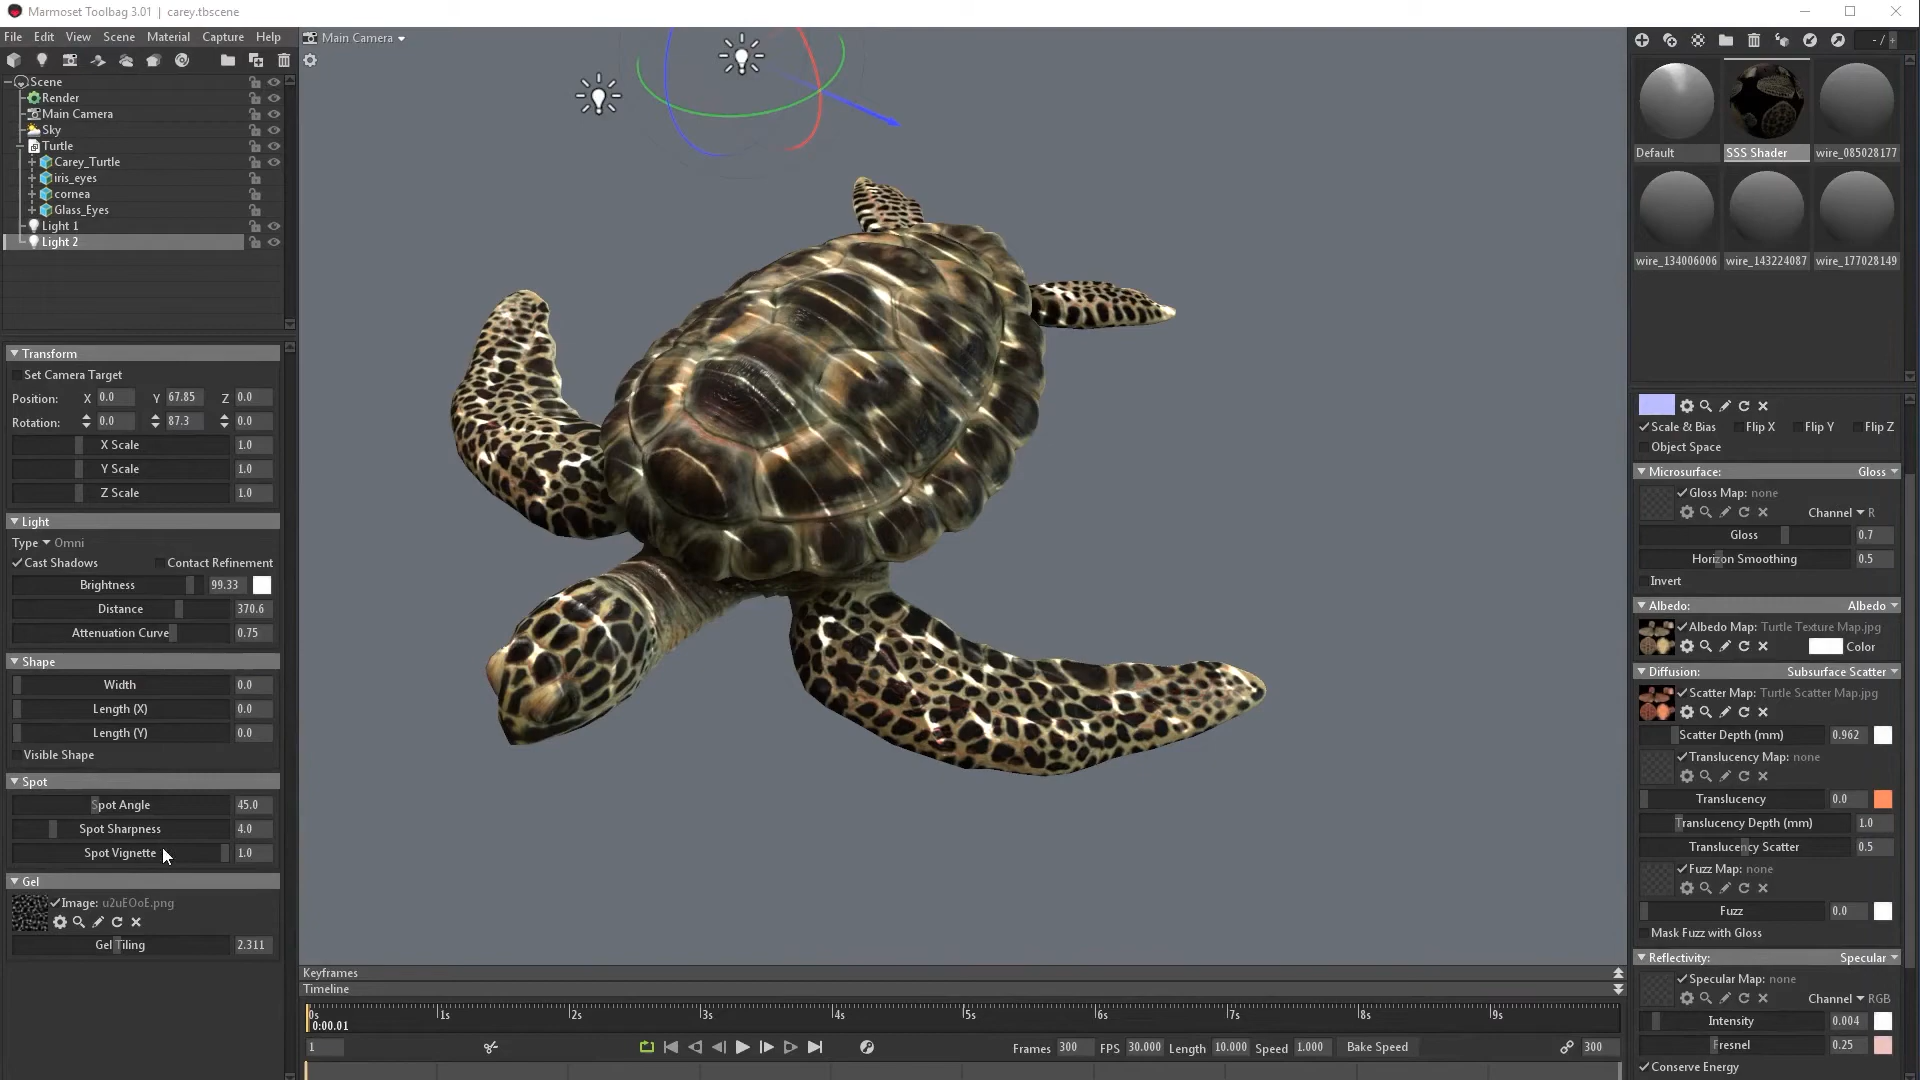 Marmoset Toolbag 3.01 | carey.tbscene
File Edit View Scene Material Capture Help
Main Camera
- / +
Scene
Render
Main Camera
Sky
Turtle
Carey_Turtle
iris_eyes
cornea
Glass_Eyes
Light 1
Light 2
Transform
Set Camera Target
Position: X 0.0 Y 67.85 Z 0.0
Rotation: 0.0 87.3 0.0
X Scale 1.0
Y Scale 1.0
Z Scale 1.0
Light
Type Omni
Cast Shadows Contact Refinement
Brightness 99.33
Distance 370.6
Attenuation Curve 0.75
Shape
Width 0.0
Length (X) 0.0
Length (Y) 0.0
Visible Shape
Spot
Spot Angle 45.0
Spot Sharpness 4.0
Spot Vignette 1.0
Gel
Image: u2uEOoE.png
Gel Tiling 2.311
Keyframes
Timeline
0s 1s 2s 3s 4s 5s 6s 7s 8s 9s
0:00.01
1 Frames 300 FPS 30.000 Length 10.000 Speed 1.000 Bake Speed 300
Default SSS Shader wire_085028177
wire_134006006 wire_143224087 wire_177028149
Scale & Bias Flip X Flip Y Flip Z
Object Space
Microsurface: Gloss
Gloss Map: none
Channel R
Gloss 0.7
Horizon Smoothing 0.5
Invert
Albedo: Albedo
Albedo Map: Turtle Texture Map.jpg
Color
Diffusion: Subsurface Scatter
Scatter Map: Turtle Scatter Map.jpg
Scatter Depth (mm) 0.962
Translucency Map: none
Translucency 0.0
Translucency Depth (mm) 1.0
Translucency Scatter 0.5
Fuzz Map: none
Fuzz 0.0
Mask Fuzz with Gloss
Reflectivity: Specular
Specular Map: none
Channel RGB
Intensity 0.004
Fresnel 0.25
Conserve Energy